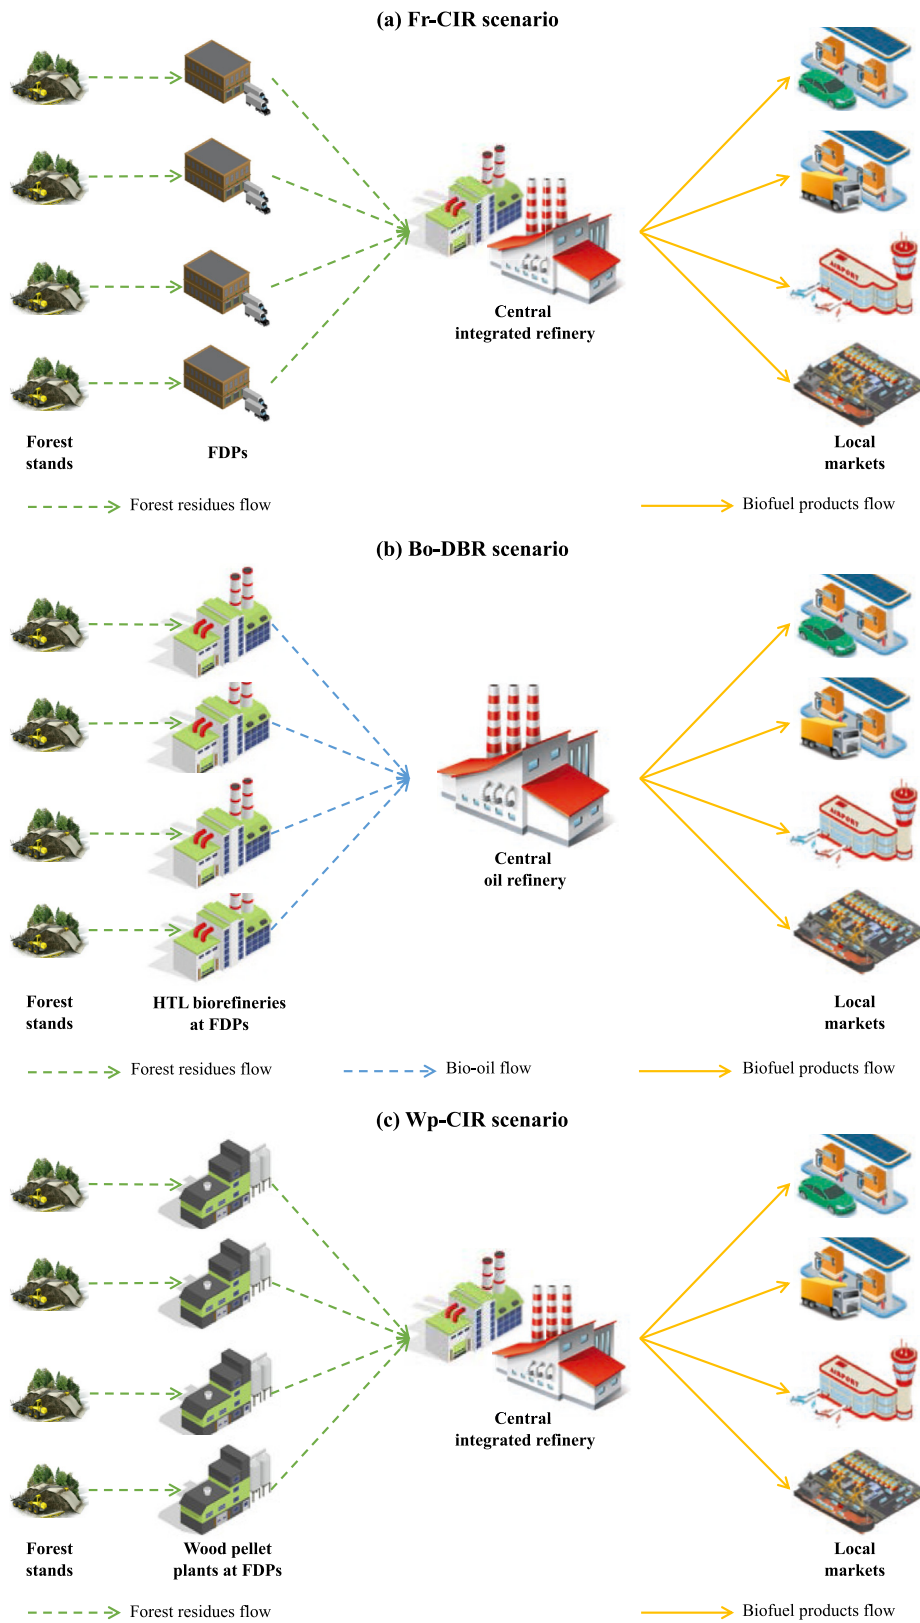 (a) Fr-CIR scenario
AIRPORT
Central
integrated refinery
Forest
stands
FDPs
Local
markets
Forest residues flow
Biofuel products flow
(b) Bo-DBR scenario
AIRPORT
Central
oil refinery
Forest
stands
HTL biorefineries
at FDPs
Local
markets
Forest residues flow
Bio-oil flow
Biofuel products flow
(c) Wp-CIR scenario
AIRPORT
Central
integrated refinery
Forest
stands
Wood pellet
plants at FDPs
Local
markets
Forest residues flow
Biofuel products flow